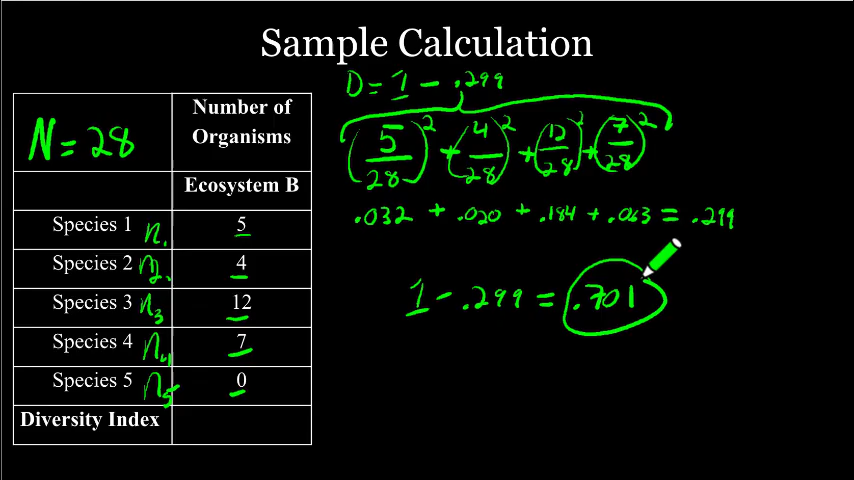 Sample Calculation
D = 1 - .299
N = 28
Number of Organisms
(5/28)² + (4/28)² + (12/28)² + (7/28)²
Ecosystem B
Species 1 n1 5
.032 + .020 + .184 + .063 = .299
Species 2 n2 4
Species 3 n3 12
1 - .299 = .701
Species 4 n4 7
Species 5 n5 0
Diversity Index